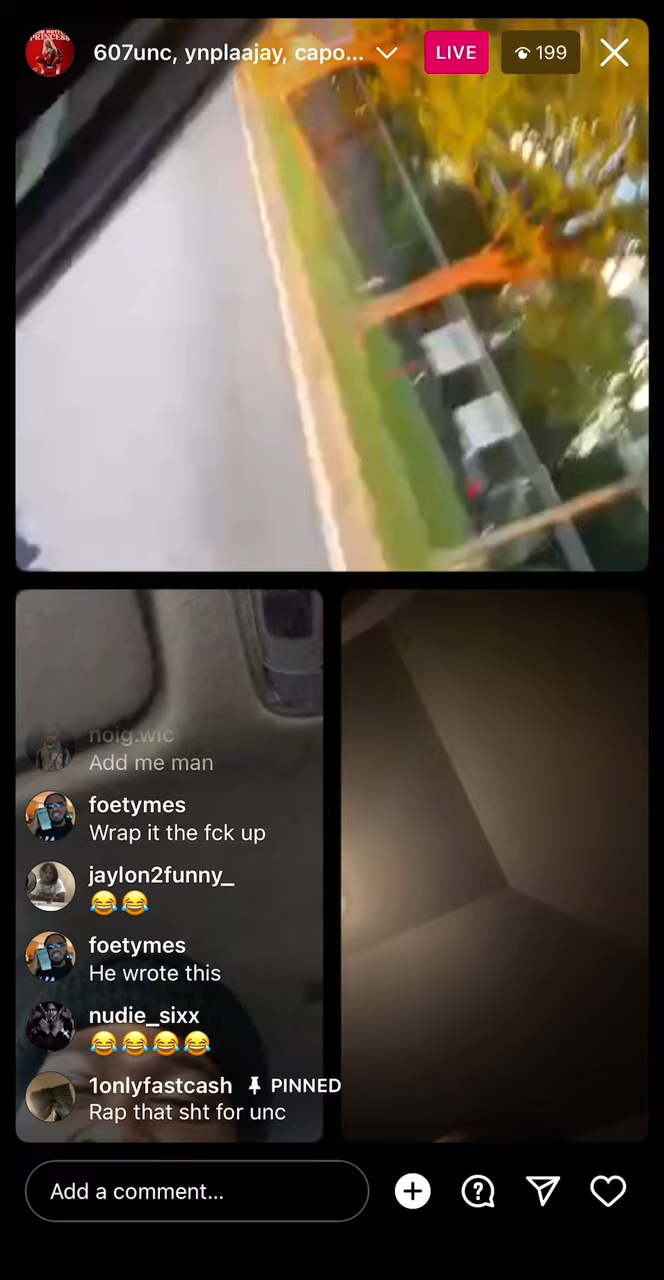 607unc, ynplaajay, capo...
LIVE
199
noig.wic
Add me man
foetymes
Wrap it the fck up
jaylon2funny_
😂😂
foetymes
He wrote this
nudie_sixx
😂😂😂😂
1onlyfastcash PINNED
Rap that sht for unc
Add a comment...